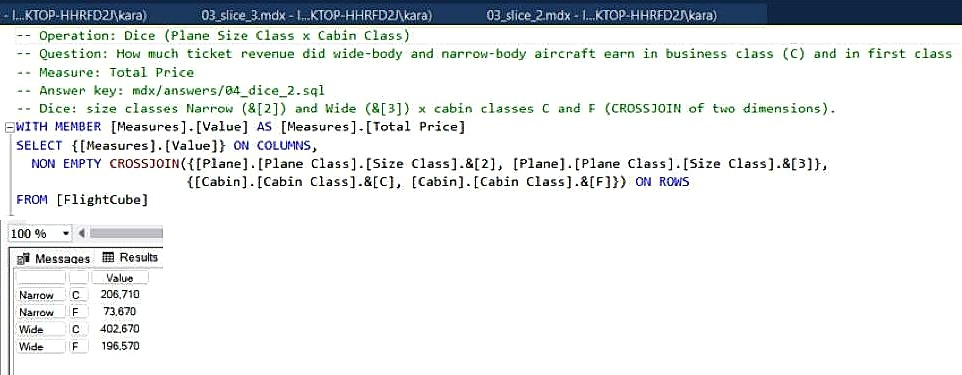 - I...KTOP-HHRFD2J\kara) 03_slice_3.mdx - I...KTOP-HHRFD2J\kara) 03_slice_2.mdx - I...KTOP-HHRFD2J\kara)
-- Operation: Dice (Plane Size Class x Cabin Class)
-- Question: How much ticket revenue did wide-body and narrow-body aircraft earn in business class (C) and in first class
-- Measure: Total Price
-- Answer key: mdx/answers/04_dice_2.sql
-- Dice: size classes Narrow (&[2]) and Wide (&[3]) x cabin classes C and F (CROSSJOIN of two dimensions).
WITH MEMBER [Measures].[Value] AS [Measures].[Total Price]
SELECT {[Measures].[Value]} ON COLUMNS,
NON EMPTY CROSSJOIN({[Plane].[Plane Class].[Size Class].&[2], [Plane].[Plane Class].[Size Class].&[3]},
{[Cabin].[Cabin Class].&[C], [Cabin].[Cabin Class].&[F]}) ON ROWS
FROM [FlightCube]
100 %
Messages Results
Value
Narrow C 206,710
Narrow F 73,670
Wide C 402,670
Wide F 196,570